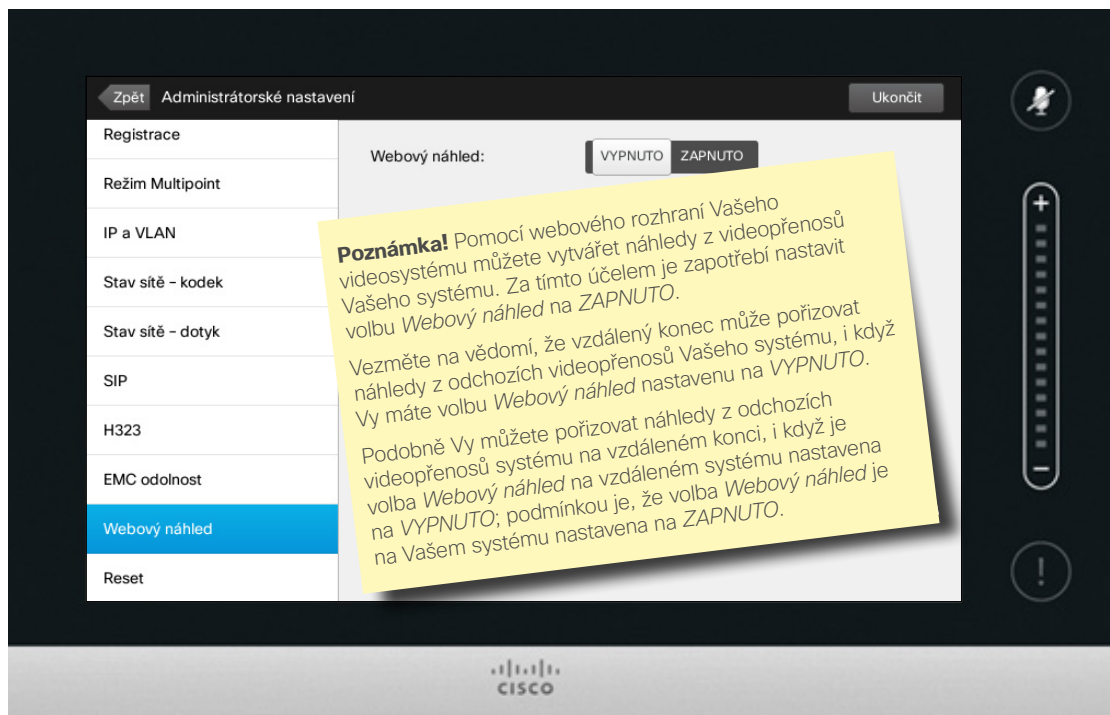 Zpět Administrátorské nastavení Ukončit
Registrace
Režim Multipoint
IP a VLAN
Stav sítě – kodek
Stav sítě – dotyk
SIP
H323
EMC odolnost
Webový náhled
Reset
Webový náhled: VYPNUTO ZAPNUTO
Poznámka! Pomocí webového rozhraní Vašeho
videosystému můžete vytvářet náhledy z videopřenosů
Vašeho systému. Za tímto účelem je zapotřebí nastavit
volbu Webový náhled na ZAPNUTO.
Vezměte na vědomí, že vzdálený konec může pořizovat
náhledy z odchozích videopřenosů Vašeho systému, i když
Vy máte volbu Webový náhled nastavenu na VYPNUTO.
Podobně Vy můžete pořizovat náhledy z odchozích
videopřenosů systému na vzdáleném konci, i když je
volba Webový náhled na vzdáleném systému nastavena
na VYPNUTO; podmínkou je, že volba Webový náhled je
na Vašem systému nastavena na ZAPNUTO.
+
–
!
CISCO